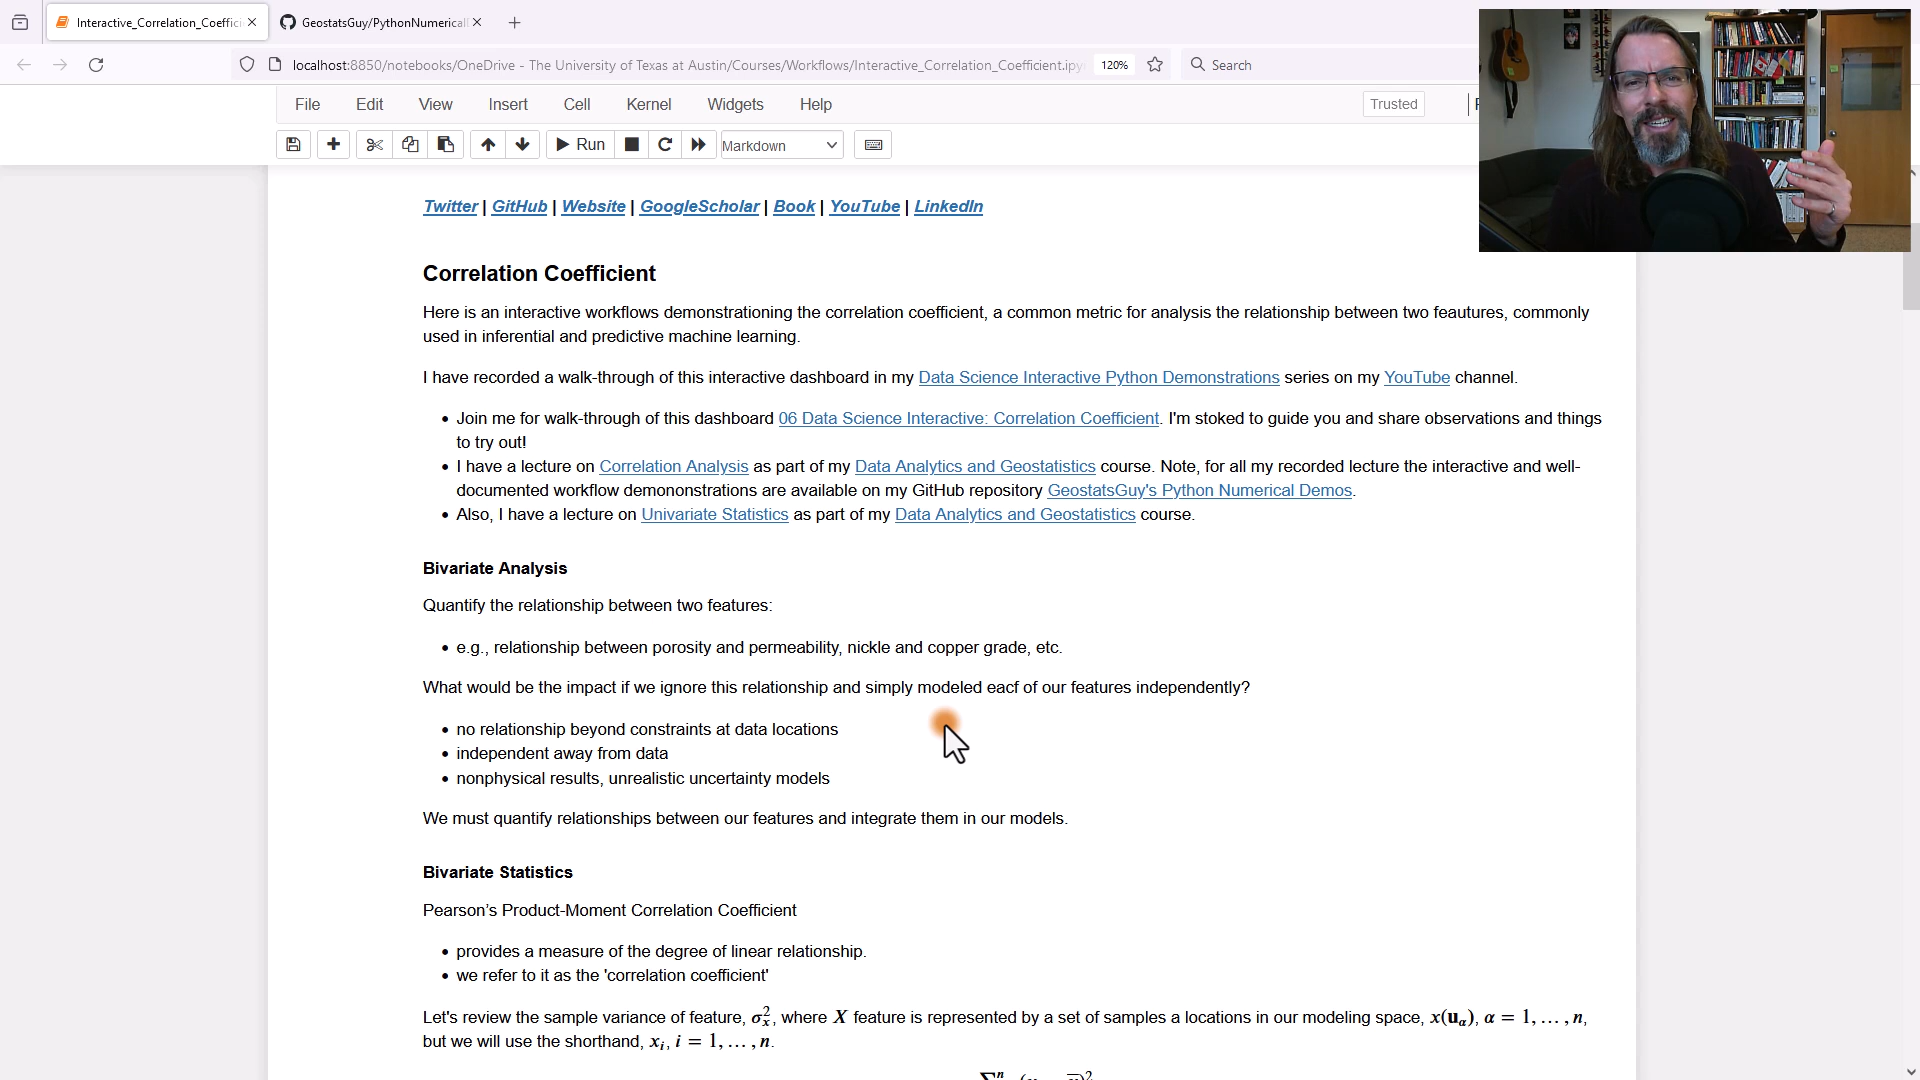 Interactive_Correlation_Coeffici
GeostatsGuy/PythonNumerical
localhost:8850/notebooks/OneDrive - The University of Texas at Austin/Courses/Workflows/Interactive_Correlation_Coefficient.ipy
120%
Search
File Edit View Insert Cell Kernel Widgets Help
Trusted
Run
Markdown
Twitter | GitHub | Website | GoogleScholar | Book | YouTube | LinkedIn
Correlation Coefficient
Here is an interactive workflows demonstrationing the correlation coefficient, a common metric for analysis the relationship between two feautures, commonly
used in inferential and predictive machine learning.
I have recorded a walk-through of this interactive dashboard in my Data Science Interactive Python Demonstrations series on my YouTube channel.
• Join me for walk-through of this dashboard 06 Data Science Interactive: Correlation Coefficient. I'm stoked to guide you and share observations and things
to try out!
• I have a lecture on Correlation Analysis as part of my Data Analytics and Geostatistics course. Note, for all my recorded lecture the interactive and well-
documented workflow demononstrations are available on my GitHub repository GeostatsGuy's Python Numerical Demos.
• Also, I have a lecture on Univariate Statistics as part of my Data Analytics and Geostatistics course.
Bivariate Analysis
Quantify the relationship between two features:
• e.g., relationship between porosity and permeability, nickle and copper grade, etc.
What would be the impact if we ignore this relationship and simply modeled eacf of our features independently?
• no relationship beyond constraints at data locations
• independent away from data
• nonphysical results, unrealistic uncertainty models
We must quantify relationships between our features and integrate them in our models.
Bivariate Statistics
Pearson's Product-Moment Correlation Coefficient
• provides a measure of the degree of linear relationship.
• we refer to it as the 'correlation coefficient'
Let's review the sample variance of feature, σ²ₓ, where X feature is represented by a set of samples a locations in our modeling space, x(u_α), α = 1, … , n,
but we will use the shorthand, xᵢ, i = 1, … , n.